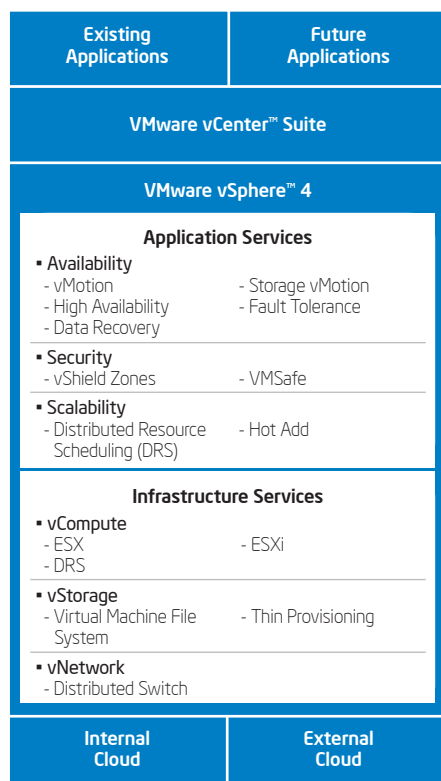 Existing
Applications
Future
Applications
VMware vCenter™ Suite
VMware vSphere™ 4
Application Services
▪ Availability
- vMotion
- Storage vMotion
- High Availability
- Fault Tolerance
- Data Recovery
▪ Security
- vShield Zones
- VMSafe
▪ Scalability
- Distributed Resource
Scheduling (DRS)
- Hot Add
Infrastructure Services
▪ vCompute
- ESX
- ESXi
- DRS
▪ vStorage
- Virtual Machine File
System
- Thin Provisioning
▪ vNetwork
- Distributed Switch
Internal
Cloud
External
Cloud